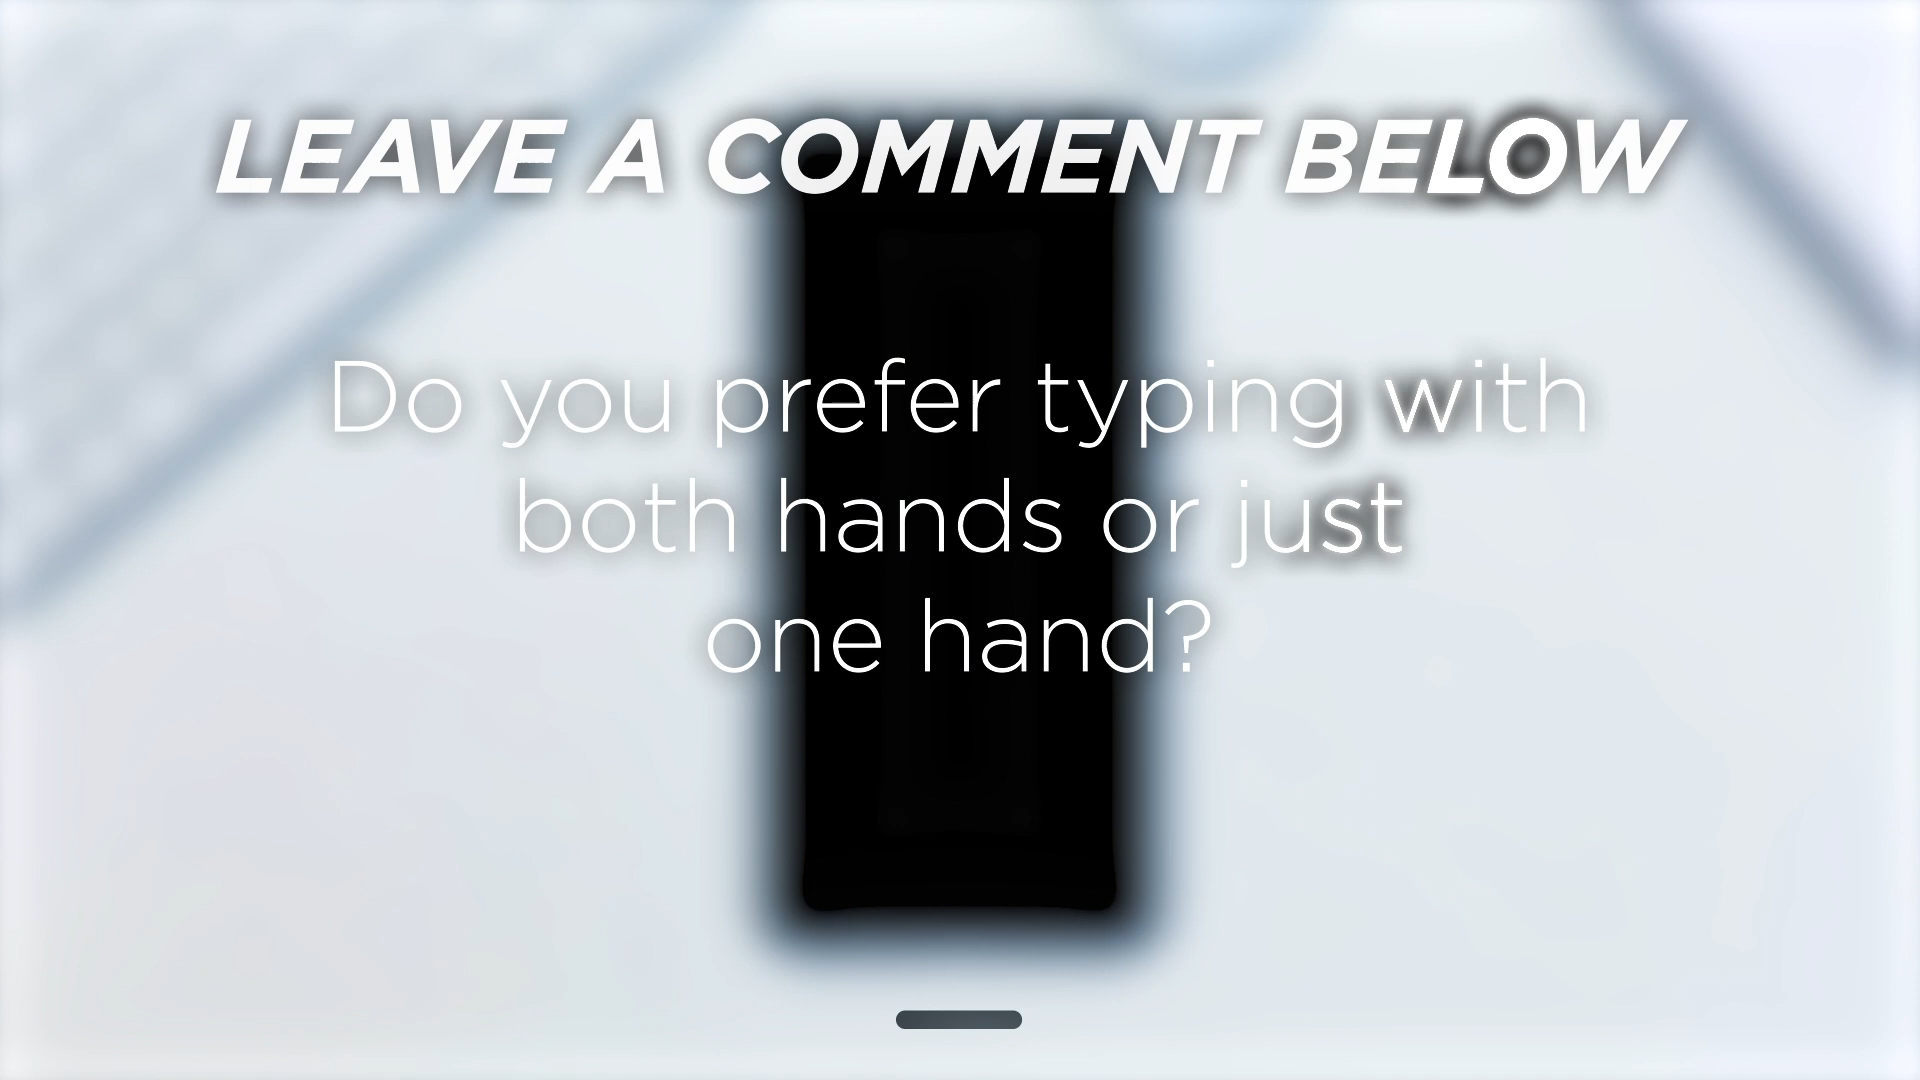 LEAVE A COMMENT BELOW
Do you prefer typing with
both hands or just
one hand?